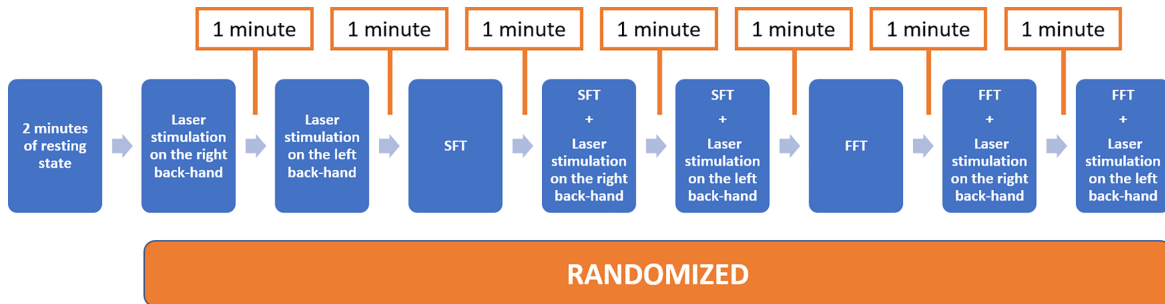 1 minute
1 minute
1 minute
1 minute
1 minute
1 minute
1 minute
2 minutes
of resting
state
Laser
stimulation
on the right
back-hand
Laser
stimulation
on the left
back-hand
SFT
SFT
+
Laser
stimulation
on the right
back-hand
SFT
+
Laser
stimulation
on the left
back-hand
FFT
FFT
+
Laser
stimulation
on the right
back-hand
FFT
+
Laser
stimulation
on the left
back-hand
RANDOMIZED